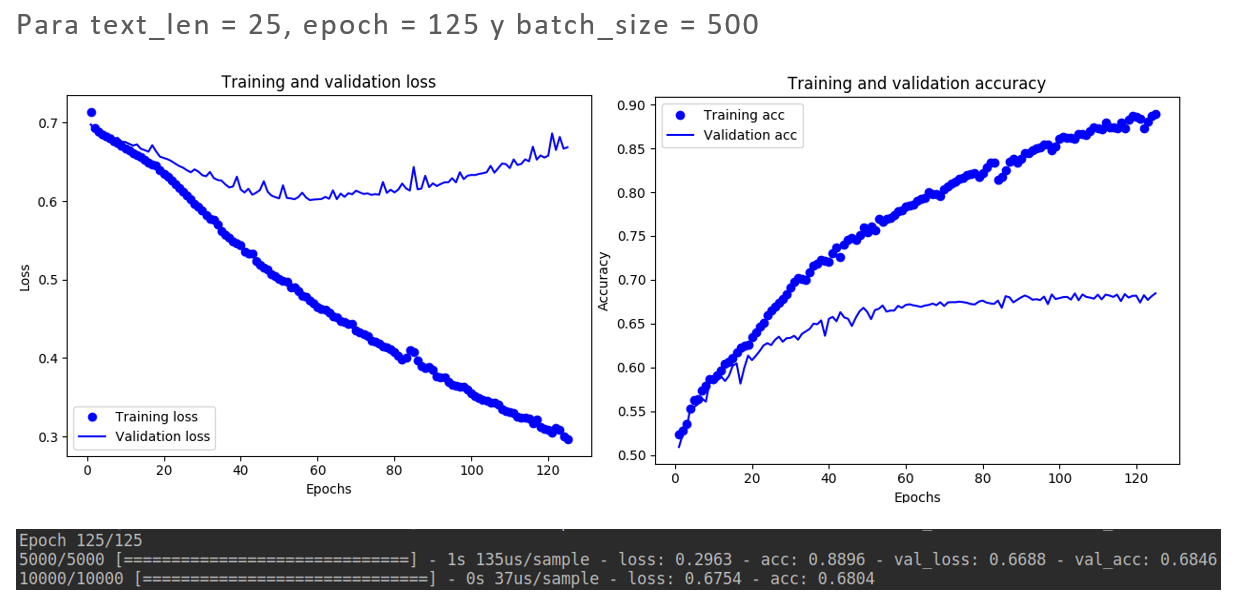 Para text_len = 25, epoch = 125 y batch_size = 500
Training and validation loss
0.7
0.6
0.5
0.4
0.3
Loss
Training loss
Validation loss
0 20 40 60 80 100 120
Epochs
Training and validation accuracy
0.90
0.85
0.80
0.75
0.70
0.65
0.60
0.55
0.50
Accuracy
Training acc
Validation acc
0 20 40 60 80 100 120
Epochs
Epoch 125/125
5000/5000 [==============================] - 1s 135us/sample - loss: 0.2963 - acc: 0.8896 - val_loss: 0.6688 - val_acc: 0.6846
10000/10000 [==============================] - 0s 37us/sample - loss: 0.6754 - acc: 0.6804